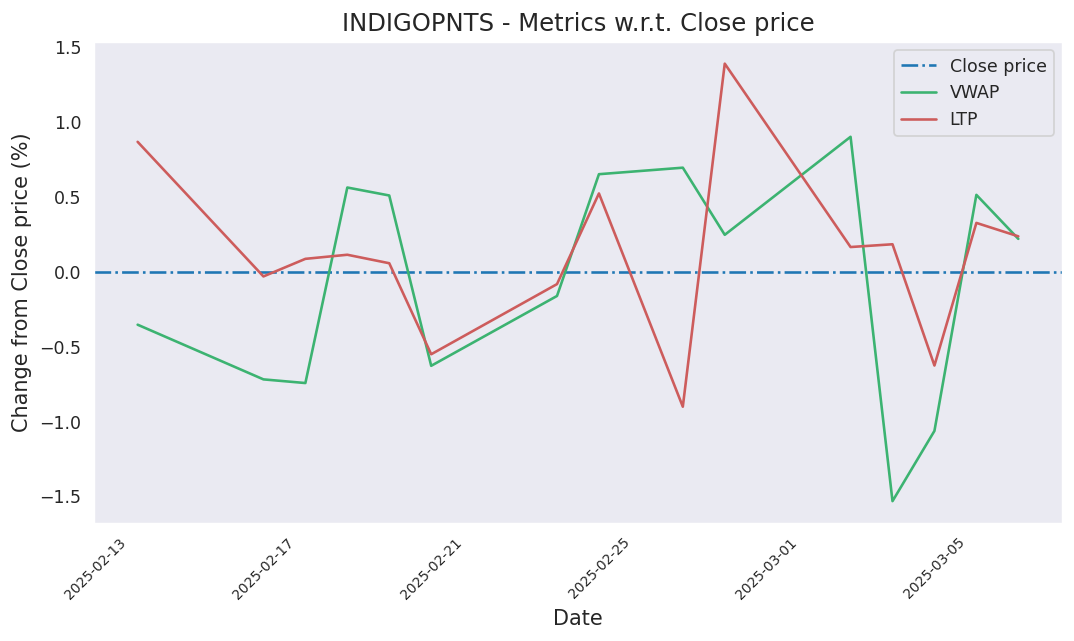 INDIGOPNTS - Metrics w.r.t. Close price
Change from Close price (%)
1.5
1.0
0.5
0.0
−0.5
−1.0
−1.5
Close price
VWAP
LTP
2025-02-13
2025-02-17
2025-02-21
2025-02-25
2025-03-01
2025-03-05
Date